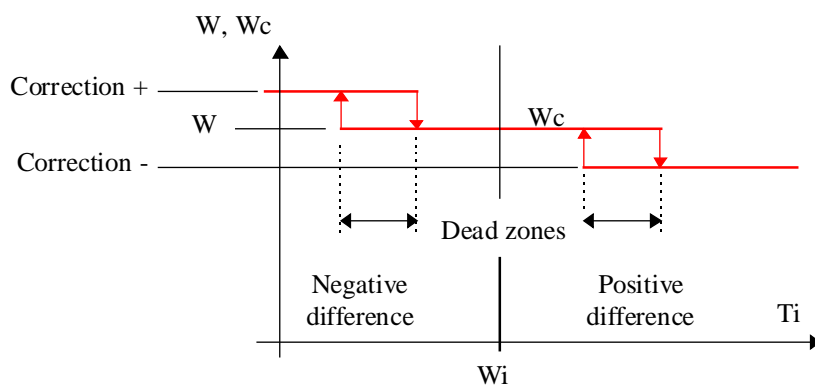 W, Wc
Correction +
W
Wc
Correction -
Dead zones
Negative
difference
Positive
difference
Ti
Wi